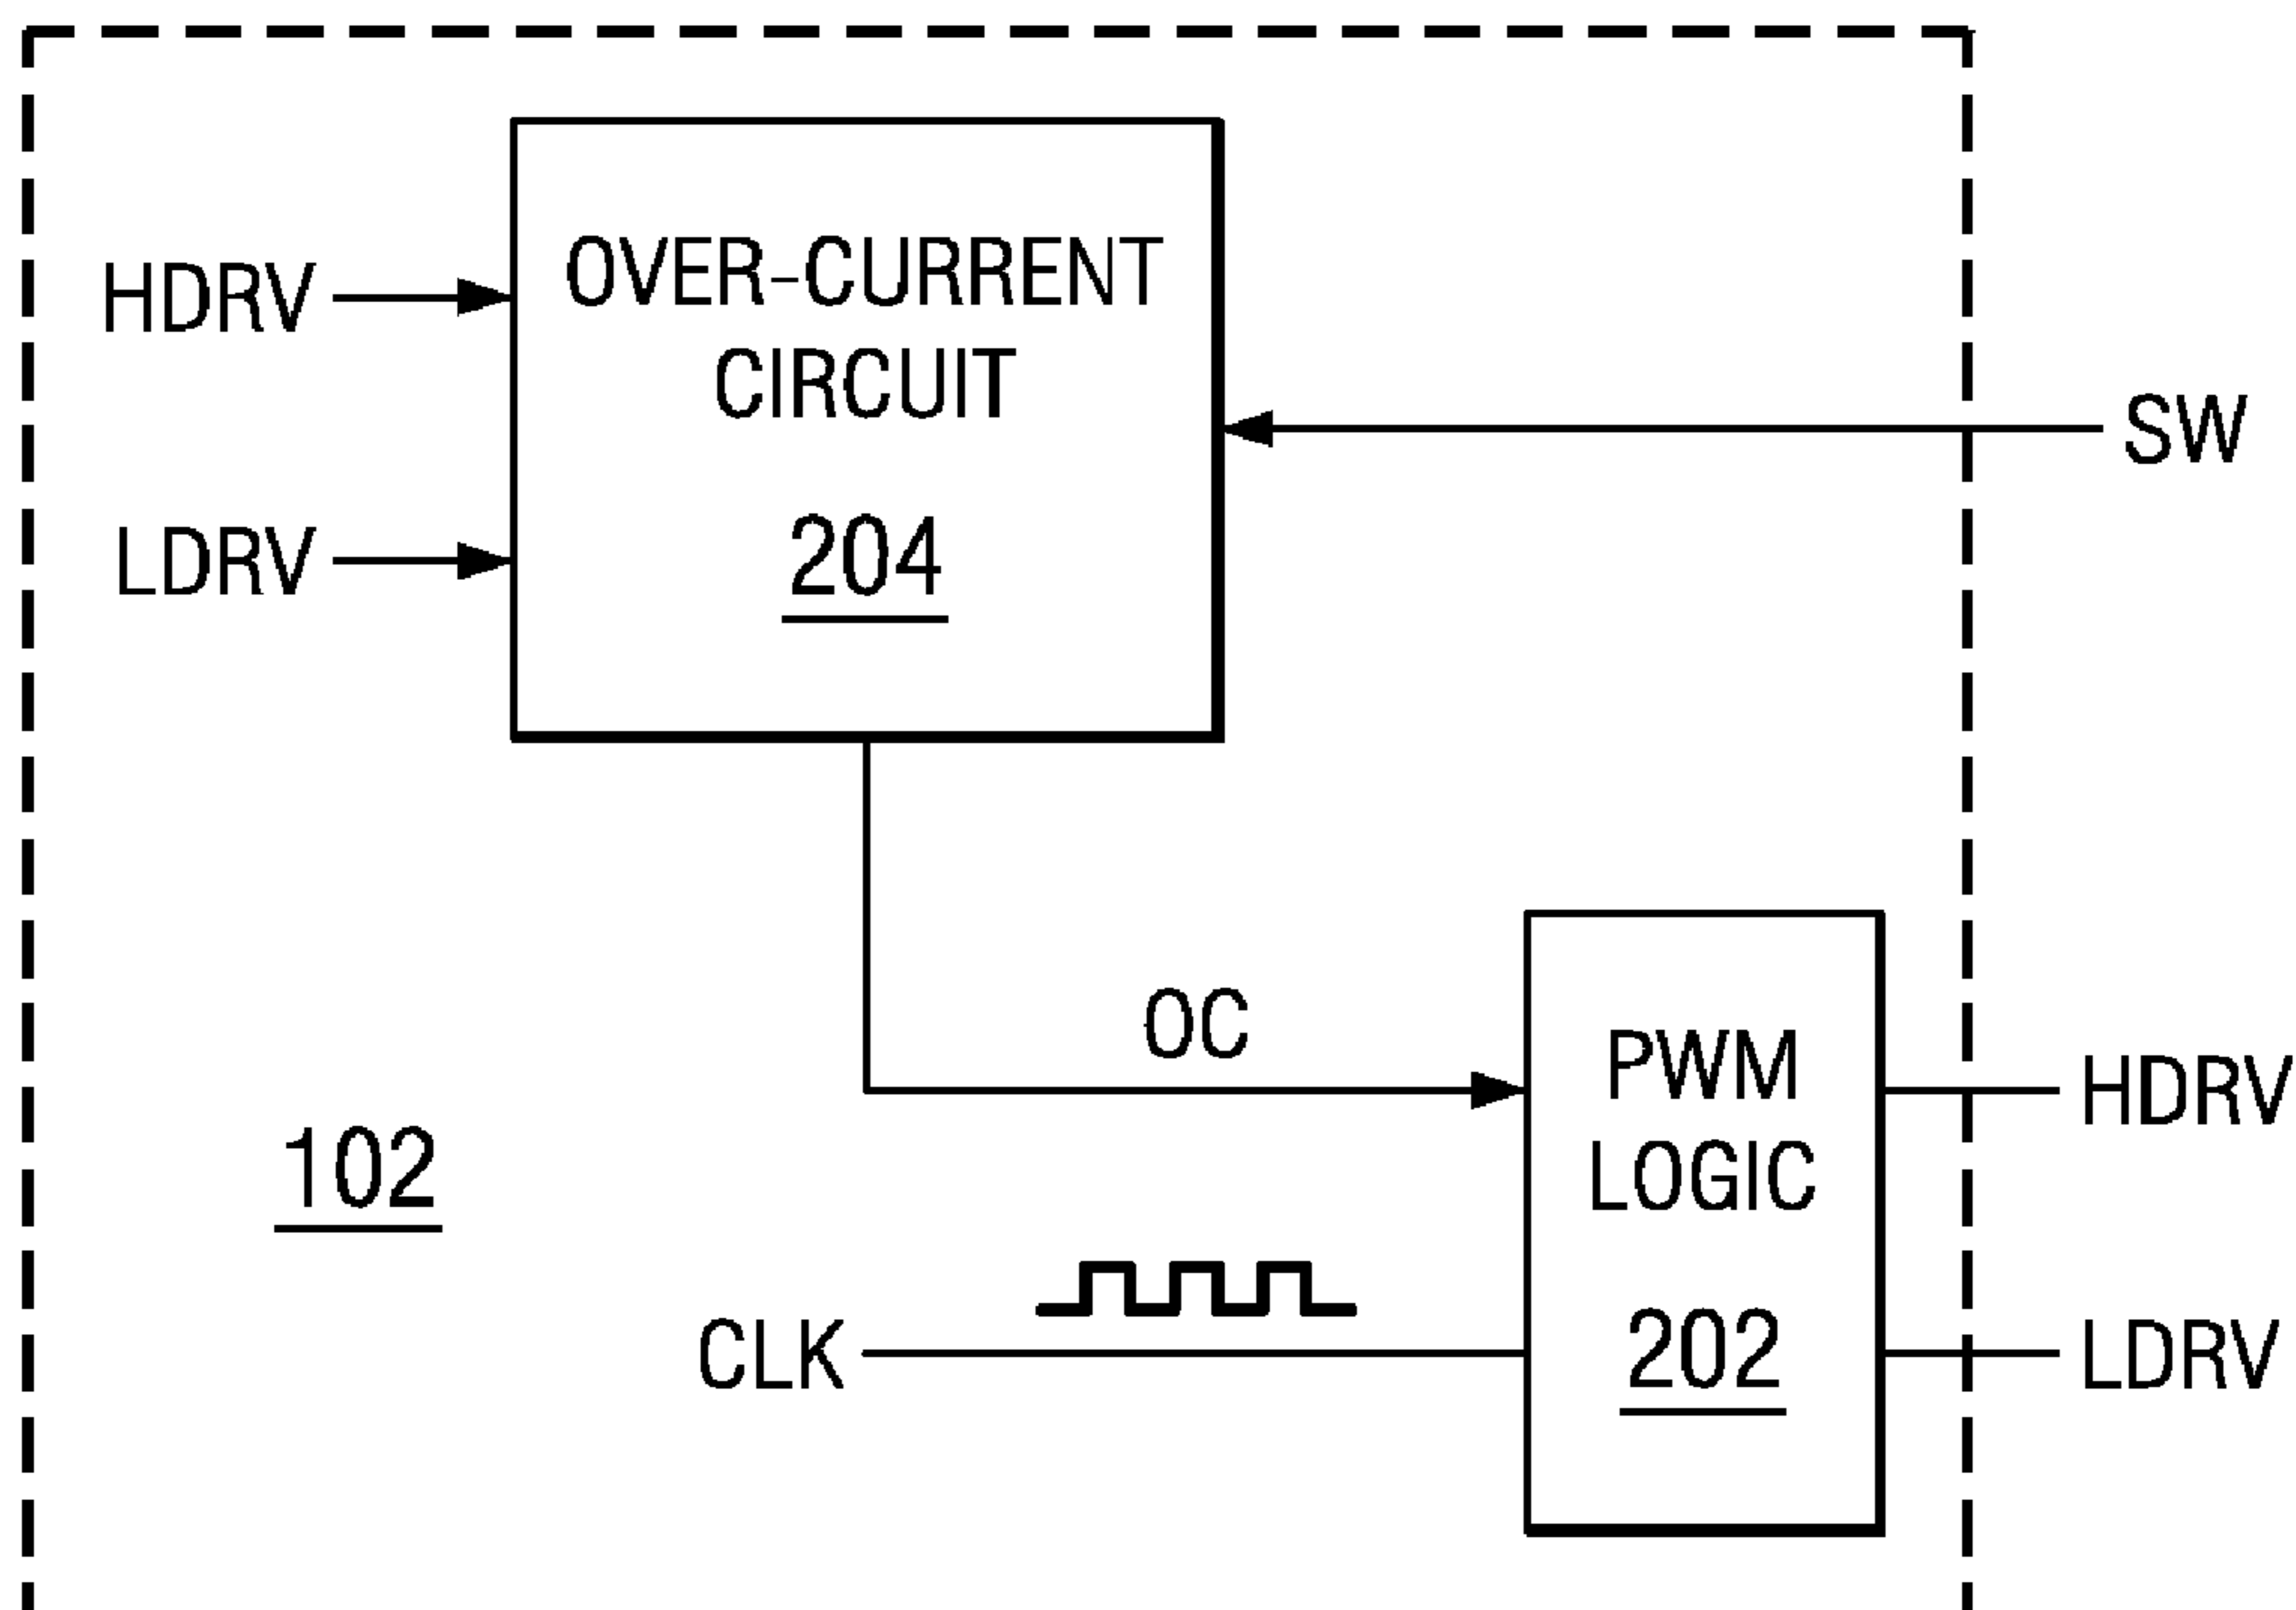 OVER-CURRENT
CIRCUIT
204
HDRV
LDRV
SW
OC
PWM
LOGIC
202
HDRV
LDRV
102
CLK